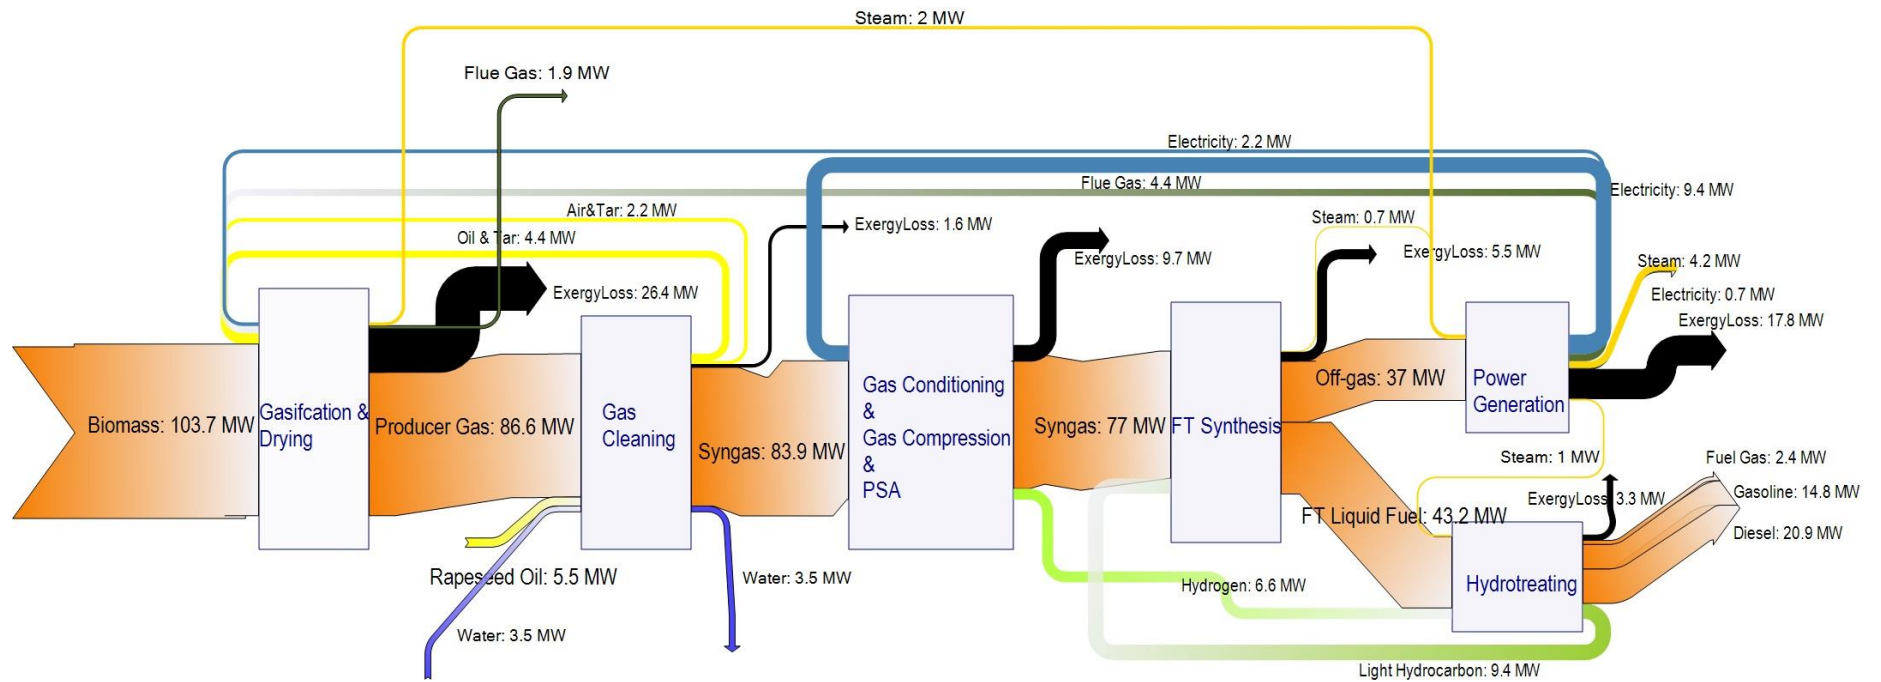 Steam: 2 MW
Flue Gas: 1.9 MW
Electricity: 2.2 MW
Flue Gas: 4.4 MW
Electricity: 9.4 MW
Air&Tar: 2.2 MW
Oil & Tar: 4.4 MW
ExergyLoss: 1.6 MW
Steam: 0.7 MW
ExergyLoss: 9.7 MW
ExergyLoss: 5.5 MW
Steam: 4.2 MW
ExergyLoss: 26.4 MW
Electricity: 0.7 MW
ExergyLoss: 17.8 MW
Biomass: 103.7 MW
Gasifcation &
Drying
Producer Gas: 86.6 MW
Gas
Cleaning
Syngas: 83.9 MW
Gas Conditioning
&
Gas Compression
&
PSA
Syngas: 77 MW
FT Synthesis
Off-gas: 37 MW
Power
Generation
Steam: 1 MW
Fuel Gas: 2.4 MW
Gasoline: 14.8 MW
ExergyLoss: 3.3 MW
FT Liquid Fuel: 43.2 MW
Diesel: 20.9 MW
Hydrotreating
Rapeseed Oil: 5.5 MW
Water: 3.5 MW
Hydrogen: 6.6 MW
Water: 3.5 MW
Light Hydrocarbon: 9.4 MW